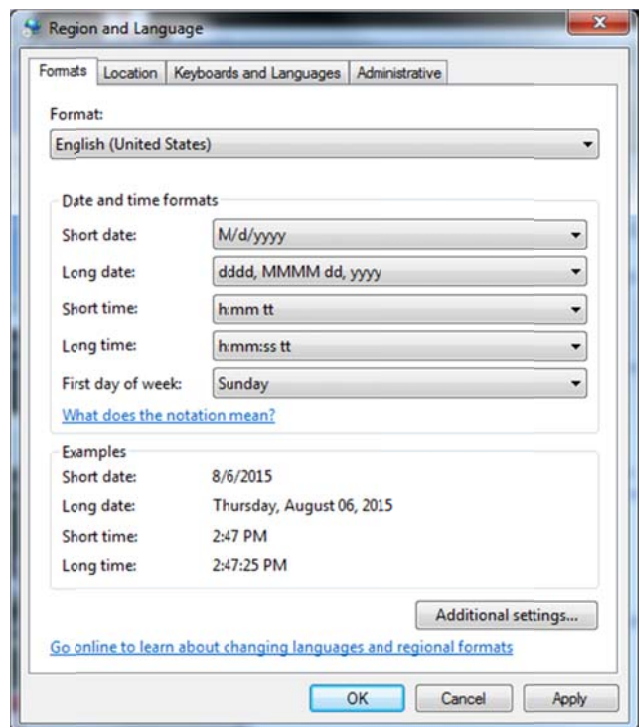 Region and Language
Formats Location Keyboards and Languages Administrative
Format:
English (United States)
Date and time formats
Short date: M/d/yyyy
Long date: dddd, MMMM dd, yyyy
Short time: h:mm tt
Long time: h:mm:ss tt
First day of week: Sunday
What does the notation mean?
Examples
Short date: 8/6/2015
Long date: Thursday, August 06, 2015
Short time: 2:47 PM
Long time: 2:47:25 PM
Additional settings...
Go online to learn about changing languages and regional formats
OK Cancel Apply